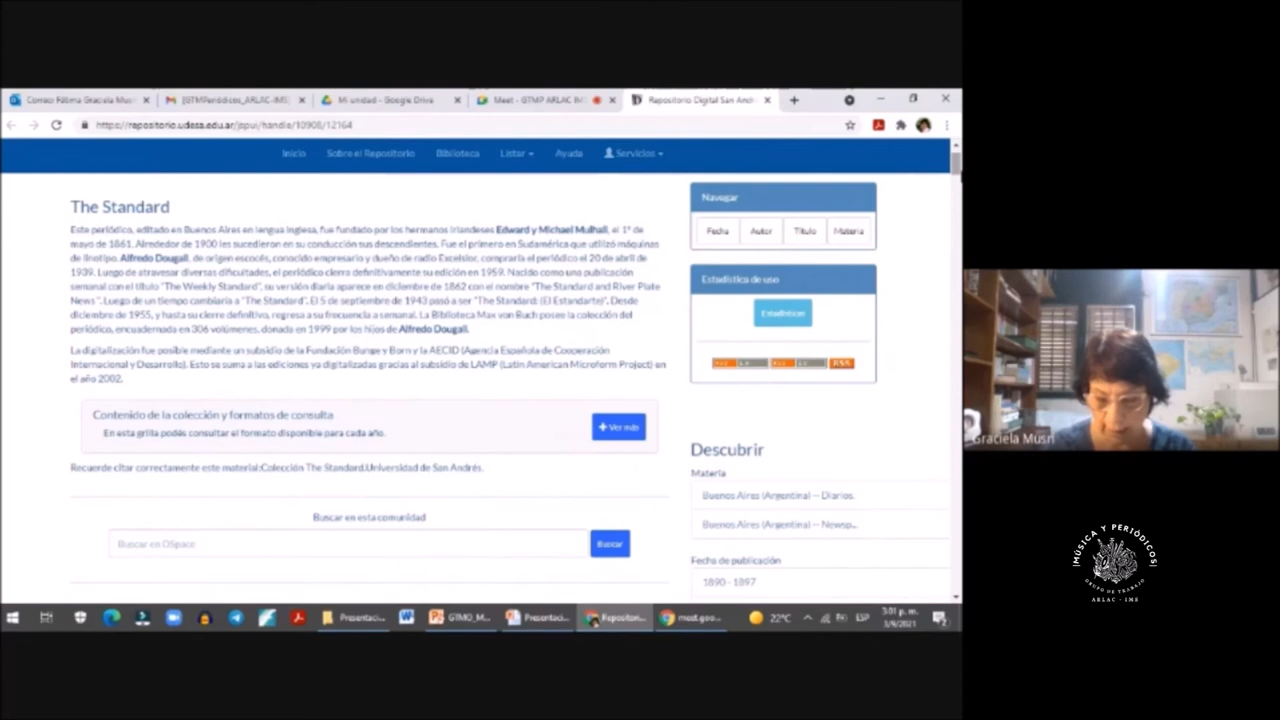 Correo: Fátima Graciela Musri
[GTMPeriódicos_ARLAC-IMS]
Mi unidad - Google Drive
Meet - GTMP ARLAC IMS
Repositorio Digital San Andr
https://repositorio.udesa.edu.ar/jspui/handle/10908/12164
Inicio
Sobre el Repositorio
Biblioteca
Listar
Ayuda
Servicios
The Standard
Este periódico, editado en Buenos Aires en lengua inglesa, fue fundado por los hermanos irlandeses Edward y Michael Mulhall, el 1º de
mayo de 1861. Alrededor de 1900 les sucedieron en su conducción sus descendientes. Fue el primero en Sudamérica que utilizó máquinas
de linotipo. Alfredo Dougall, de origen escocés, conocido empresario y dueño de radio Excelsior, compraría el periódico el 20 de abril de
1939. Luego de atravesar diversas dificultades, el periódico cierra definitivamente su edición en 1959. Nacido como una publicación
semanal con el título "The Weekly Standard", su versión diaria aparece en diciembre de 1862 con el nombre "The Standard and River Plate
News ". Luego de un tiempo cambiaría a "The Standard". El 5 de septiembre de 1943 pasó a ser "The Standard: (El Estandarte)". Desde
diciembre de 1955, y hasta su cierre definitivo, regresa a su frecuencia a semanal. La Biblioteca Max von Buch posee la colección del
periódico, encuadernada en 306 volúmenes, donada en 1999 por los hijos de Alfredo Dougall.
La digitalización fue posible mediante un subsidio de la Fundación Bunge y Born y la AECID (Agencia Española de Cooperación
Internacional y Desarrollo). Esto se suma a las ediciones ya digitalizadas gracias al subsidio de LAMP (Latin American Microform Project) en
el año 2002.
Contenido de la colección y formatos de consulta
En esta grilla podés consultar el formato disponible para cada año.
Ver más
Recuerde citar correctamente este material:Colección The Standard.Universidad de San Andrés.
Buscar en esta comunidad
Buscar en DSpace
Buscar
Navegar
Fecha
Autor
Título
Materia
Estadística de uso
Estadísticas
RSS
Descubrir
Materia
Buenos Aires (Argentina) -- Diarios.
Buenos Aires (Argentina) -- Newsp...
Fecha de publicación
1890 - 1897
Presentaci...
GTMO_M...
Presentaci...
Repositori...
meet.goo...
22°C
ESP
3:01 p. m.
3/9/2021
Graciela Musri
MÚSICA Y PERIÓDICOS
GRUPO DE TRABAJO
ARLAC - IMS